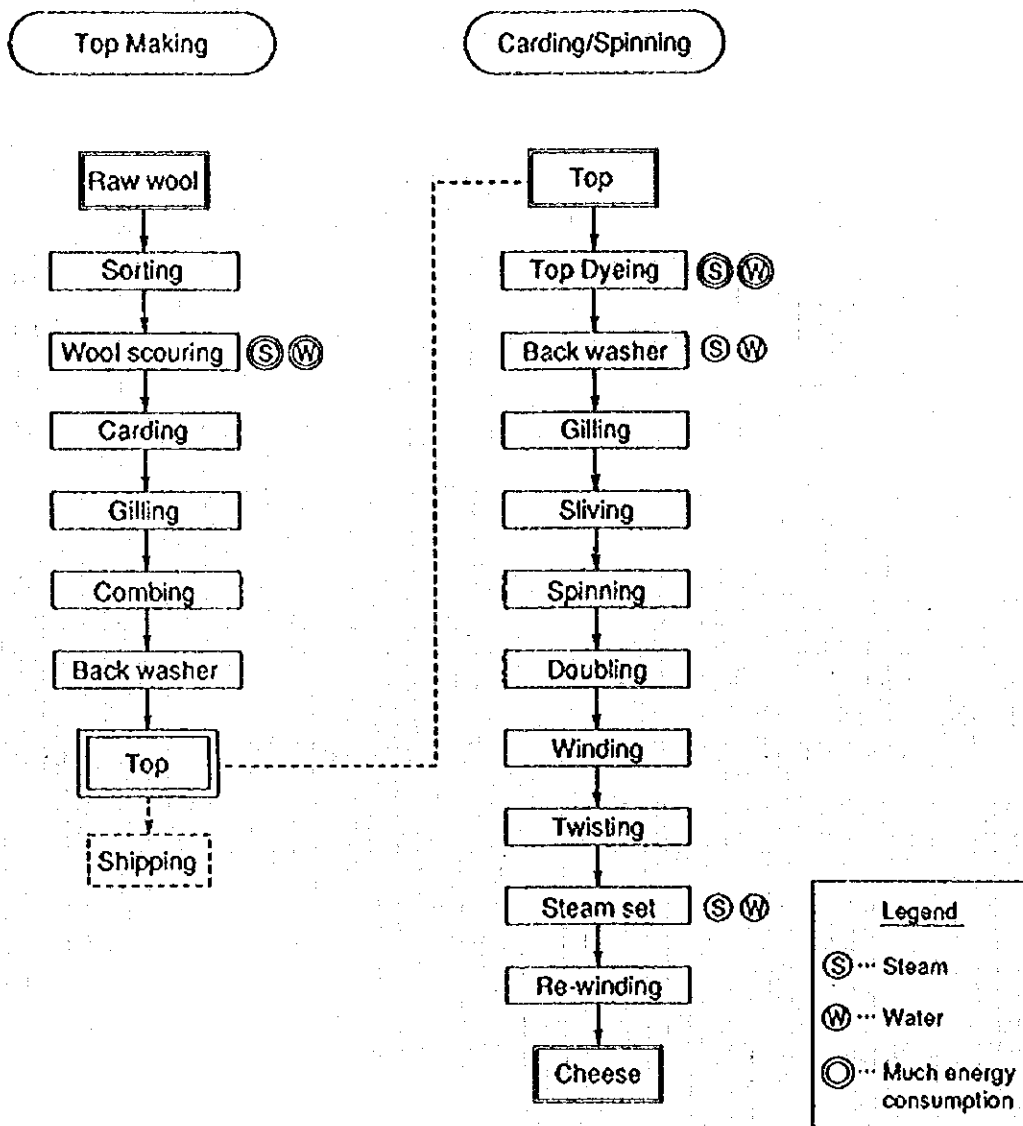 Top Making
Raw wool
Sorting
Wool scouring Ⓢ Ⓦ
Carding
Gilling
Combing
Back washer
Top
Shipping
Carding/Spinning
Top
Top Dyeing Ⓢ Ⓦ
Back washer Ⓢ Ⓦ
Gilling
Sliving
Spinning
Doubling
Winding
Twisting
Steam set Ⓢ Ⓦ
Re-winding
Cheese
Legend
Ⓢ ··· Steam
Ⓦ ··· Water
◎ ··· Much energy
consumption